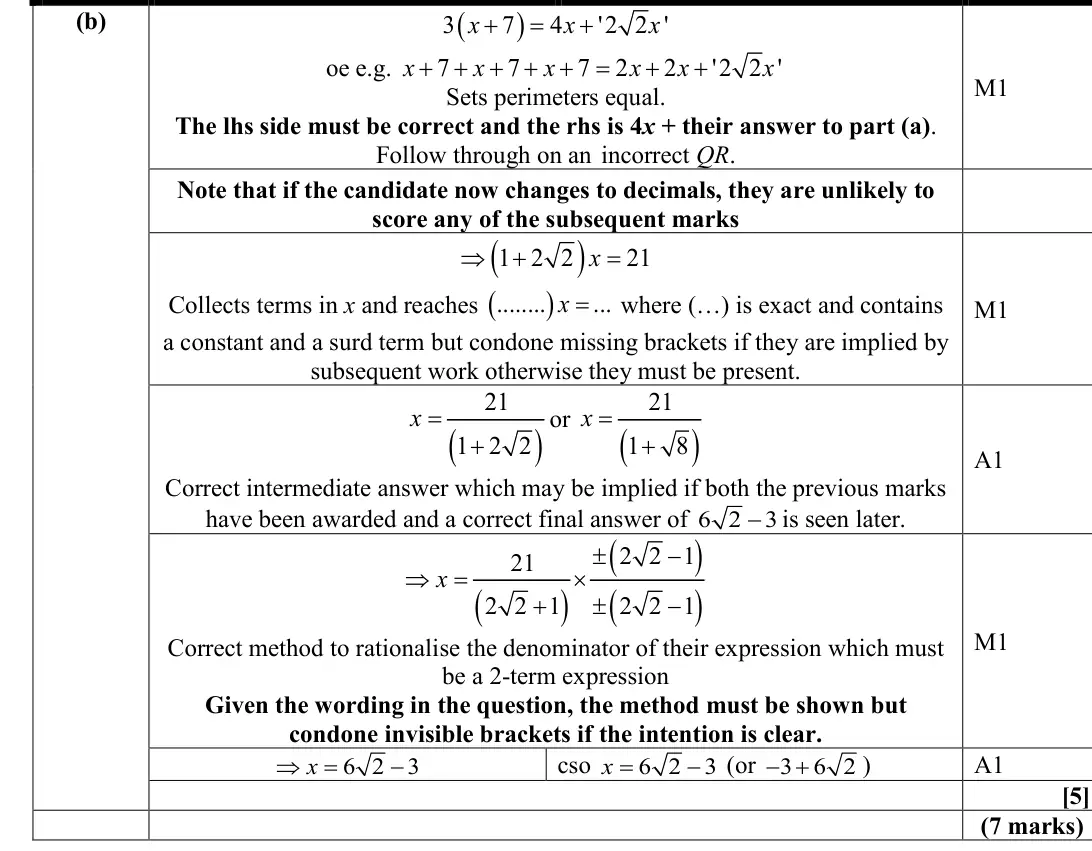 (b)
3(x + 7) = 4x + '2√2x'
oe e.g. x + 7 + x + 7 + x + 7 = 2x + 2x + '2√2x'
Sets perimeters equal.
The lhs side must be correct and the rhs is 4x + their answer to part (a).
Follow through on an incorrect QR.
M1
Note that if the candidate now changes to decimals, they are unlikely to
score any of the subsequent marks
⇒ (1 + 2√2)x = 21
Collects terms in x and reaches (........)x = ... where (…) is exact and contains
a constant and a surd term but condone missing brackets if they are implied by
subsequent work otherwise they must be present.
M1
x = 21/(1 + 2√2) or x = 21/(1 + √8)
Correct intermediate answer which may be implied if both the previous marks
have been awarded and a correct final answer of 6√2 − 3 is seen later.
A1
⇒ x = 21/(2√2 + 1) × ±(2√2 − 1)/±(2√2 − 1)
Correct method to rationalise the denominator of their expression which must
be a 2-term expression
Given the wording in the question, the method must be shown but
condone invisible brackets if the intention is clear.
M1
⇒ x = 6√2 − 3 cso x = 6√2 − 3 (or −3 + 6√2 ) A1
[5]
(7 marks)